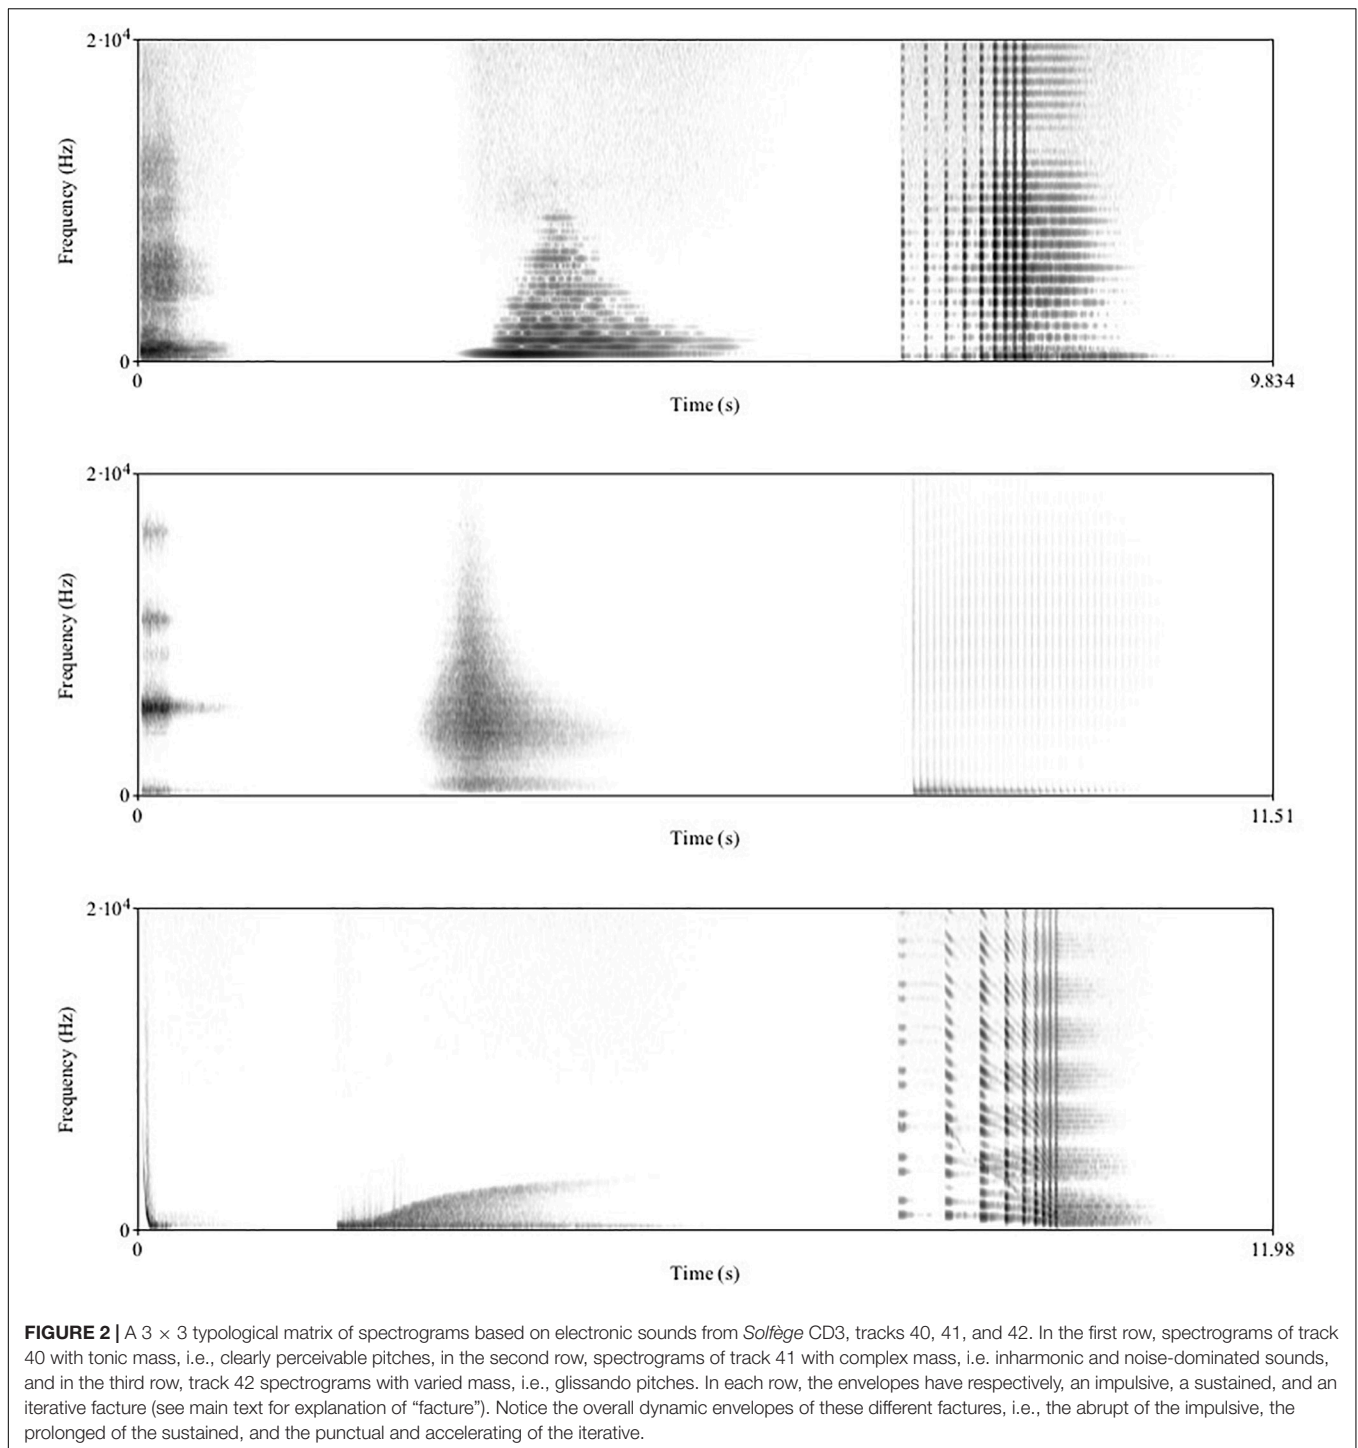 2·10⁴
Frequency (Hz)
0
0
9.834
Time (s)
2·10⁴
Frequency (Hz)
0
0
11.51
Time (s)
2·10⁴
Frequency (Hz)
0
0
11.98
Time (s)
FIGURE 2 | A 3 × 3 typological matrix of spectrograms based on electronic sounds from Solfège CD3, tracks 40, 41, and 42. In the first row, spectrograms of track
40 with tonic mass, i.e., clearly perceivable pitches, in the second row, spectrograms of track 41 with complex mass, i.e. inharmonic and noise-dominated sounds,
and in the third row, track 42 spectrograms with varied mass, i.e., glissando pitches. In each row, the envelopes have respectively, an impulsive, a sustained, and an
iterative facture (see main text for explanation of “facture”). Notice the overall dynamic envelopes of these different factures, i.e., the abrupt of the impulsive, the
prolonged of the sustained, and the punctual and accelerating of the iterative.